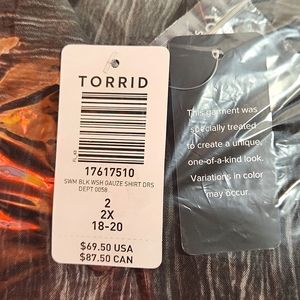 TORRID
17617510
SWM BLK WSH GAUZE SHIRT DRS
DEPT 0058
2
2X
18-20
$69.50 USA
$87.50 CAN
This garment was
specially treated
to create a unique,
one-of-a-kind look.
Variations in color
may occur.